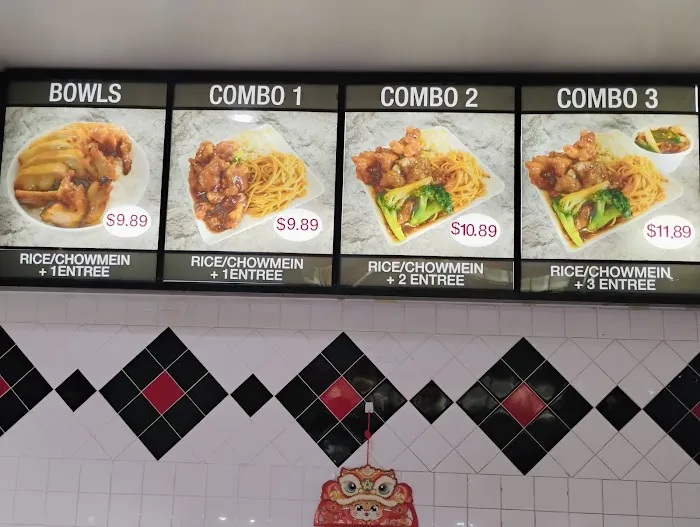 BOWLS
$9.89
RICE/CHOWMEIN
+ 1ENTREE
COMBO 1
$9.89
RICE/CHOWMEIN
+ 1ENTREE
COMBO 2
$10.89
RICE/CHOWMEIN
+ 2 ENTREE
COMBO 3
$11,89
RICE/CHOWMEIN
+ 3 ENTREE